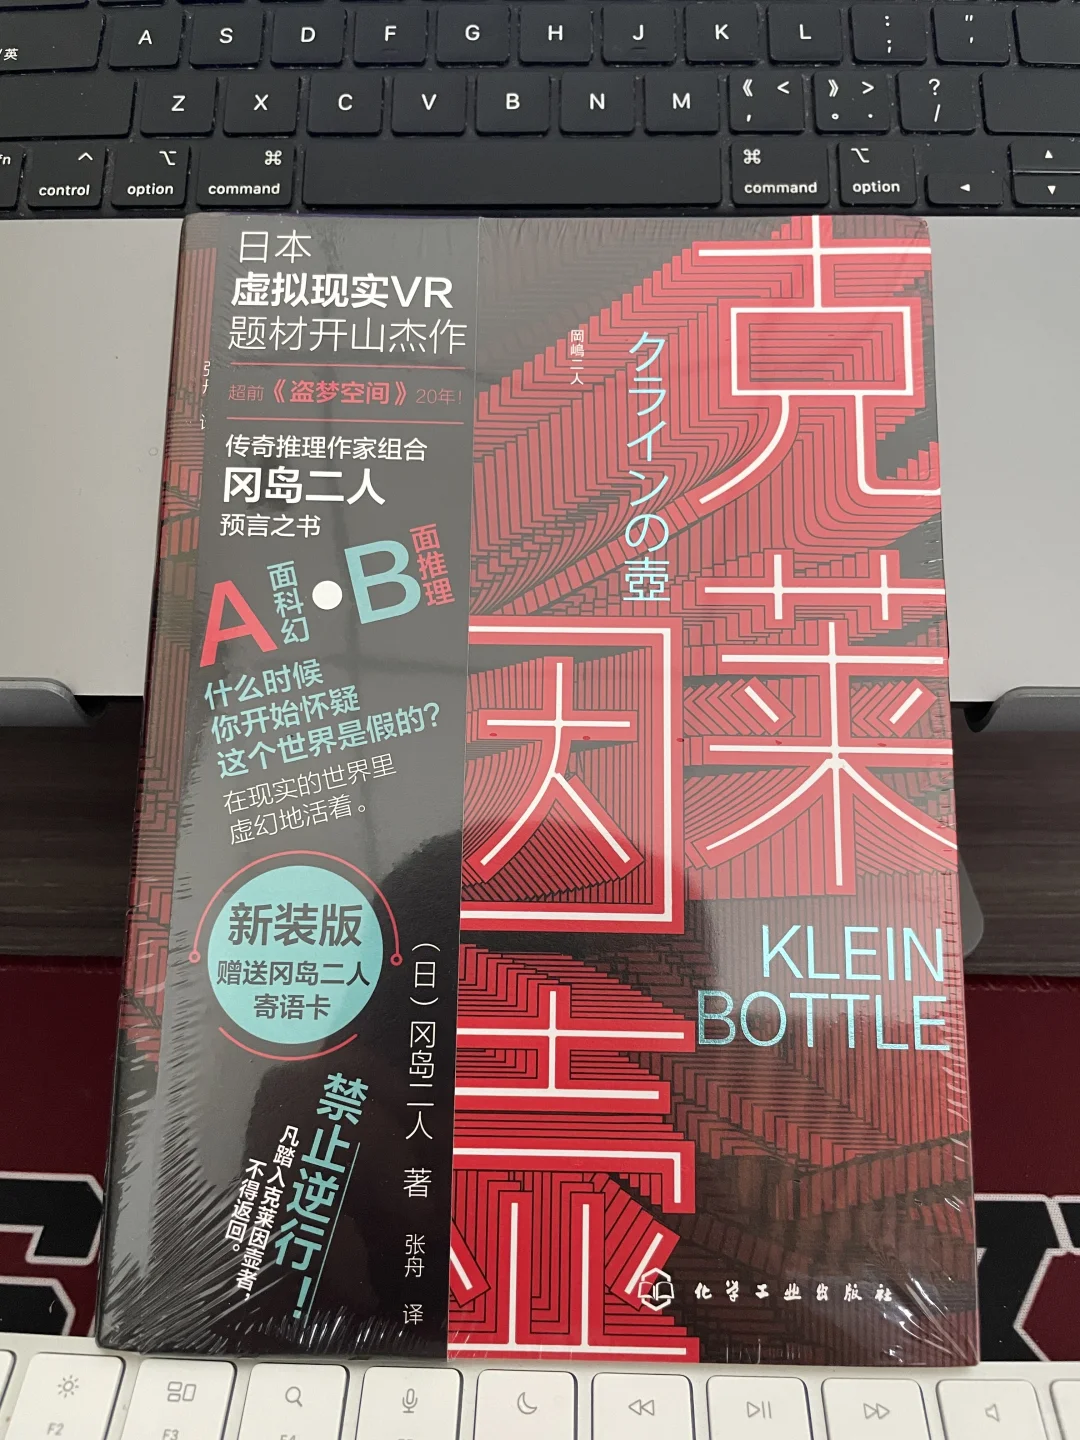 /英
A S D F G H J K L : ; " '
Z X C V B N M 《 < , 》 > 。 . ? /
fn control ⌥ option ⌘ command ⌘ command ⌥ option
日本
虚拟现实VR
题材开山杰作
超前《盗梦空间》20年!
传奇推理作家组合
冈岛二人
预言之书
A面科幻·B面推理
什么时候
你开始怀疑
这个世界是假的?
在现实的世界里
虚幻地活着。
新装版
赠送冈岛二人
寄语卡
禁止逆行!
凡踏入克莱因壶者,
不得返回。
(日)冈岛二人 著
张舟 译
岡嶋二人
クラインの壺
克莱因壶
KLEIN
BOTTLE
化学工业出版社
F2 F3